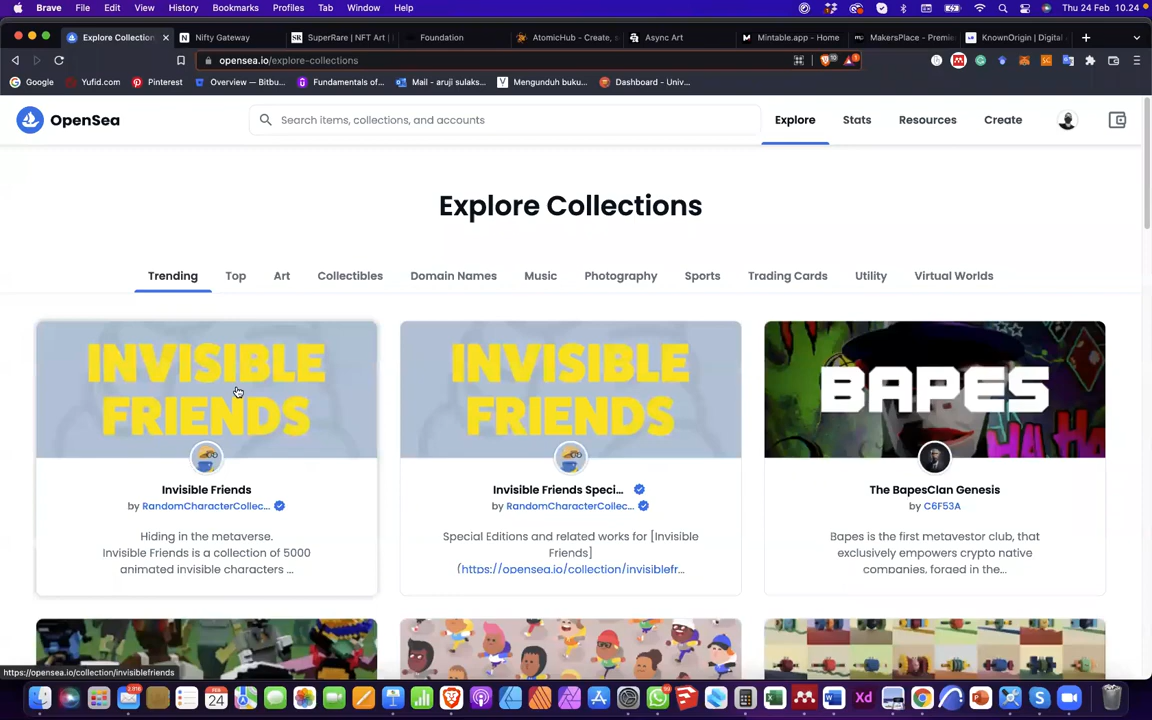 Brave File Edit View History Bookmarks Profiles Tab Window Help Thu 24 Feb 10.24
Explore Collection Nifty Gateway SuperRare | NFT Art | Foundation AtomicHub - Create, s Async Art Mintable.app - Home MakersPlace - Premie KnownOrigin | Digital
opensea.io/explore-collections
Google Yufid.com Pinterest Overview — Bitbu... Fundamentals of... Mail - aruji sulaks... Mengunduh buku... Dashboard - Univ...
OpenSea Search items, collections, and accounts Explore Stats Resources Create
Explore Collections
Trending Top Art Collectibles Domain Names Music Photography Sports Trading Cards Utility Virtual Worlds
INVISIBLE
FRIENDS
Invisible Friends
by RandomCharacterCollec...
Hiding in the metaverse.
Invisible Friends is a collection of 5000
animated invisible characters ...
INVISIBLE
FRIENDS
Invisible Friends Speci...
by RandomCharacterCollec...
Special Editions and related works for [Invisible
Friends]
(https://opensea.io/collection/invisiblefr...
BAPES
HA HA
The BapesClan Genesis
by C6F53A
Bapes is the first metavestor club, that
exclusively empowers crypto native
companies, forged in the...
https://opensea.io/collection/invisiblefriends
FEB
24
Xd